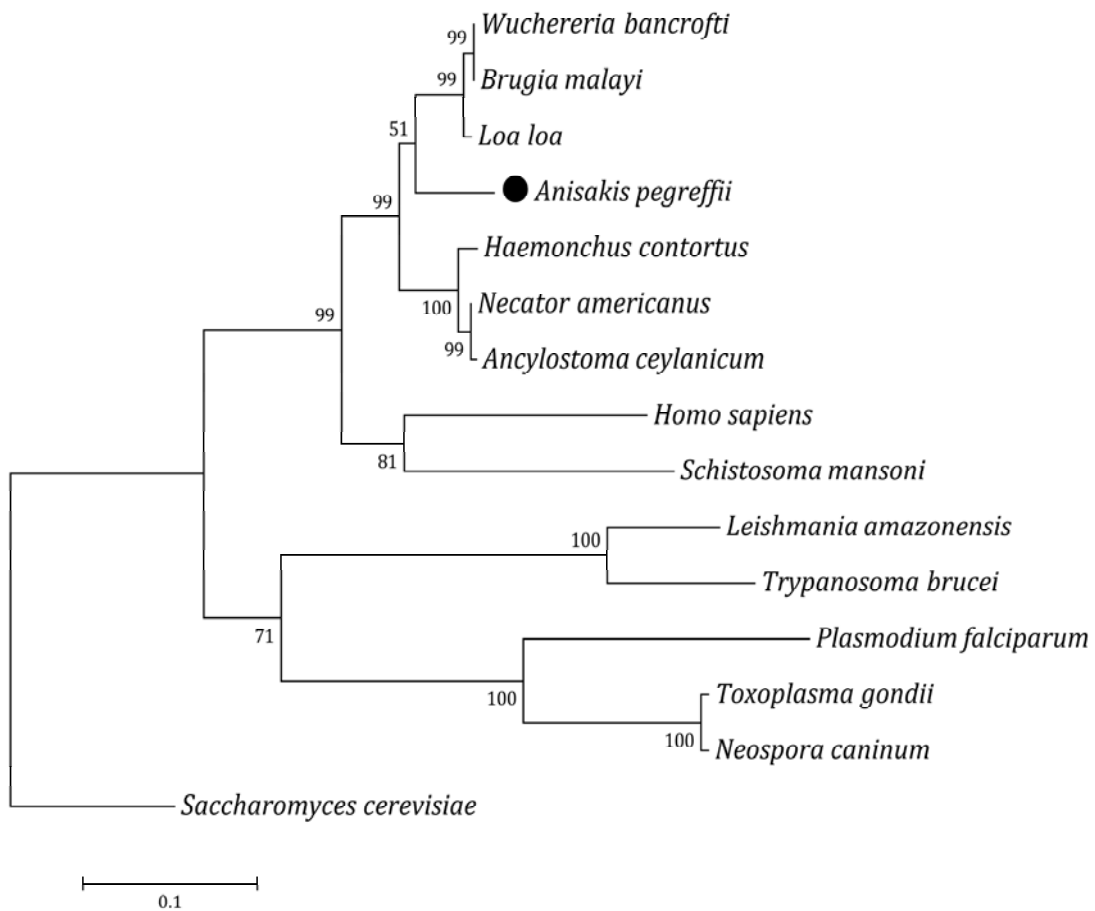 Wuchereria bancrofti
99
Brugia malayi
99
Loa loa
51
Anisakis pegreffii
99
Haemonchus contortus
Necator americanus
100
99
Ancylostoma ceylanicum
99
Homo sapiens
81
Schistosoma mansoni
Leishmania amazonensis
100
Trypanosoma brucei
71
Plasmodium falciparum
100
Toxoplasma gondii
100
Neospora caninum
Saccharomyces cerevisiae
0.1